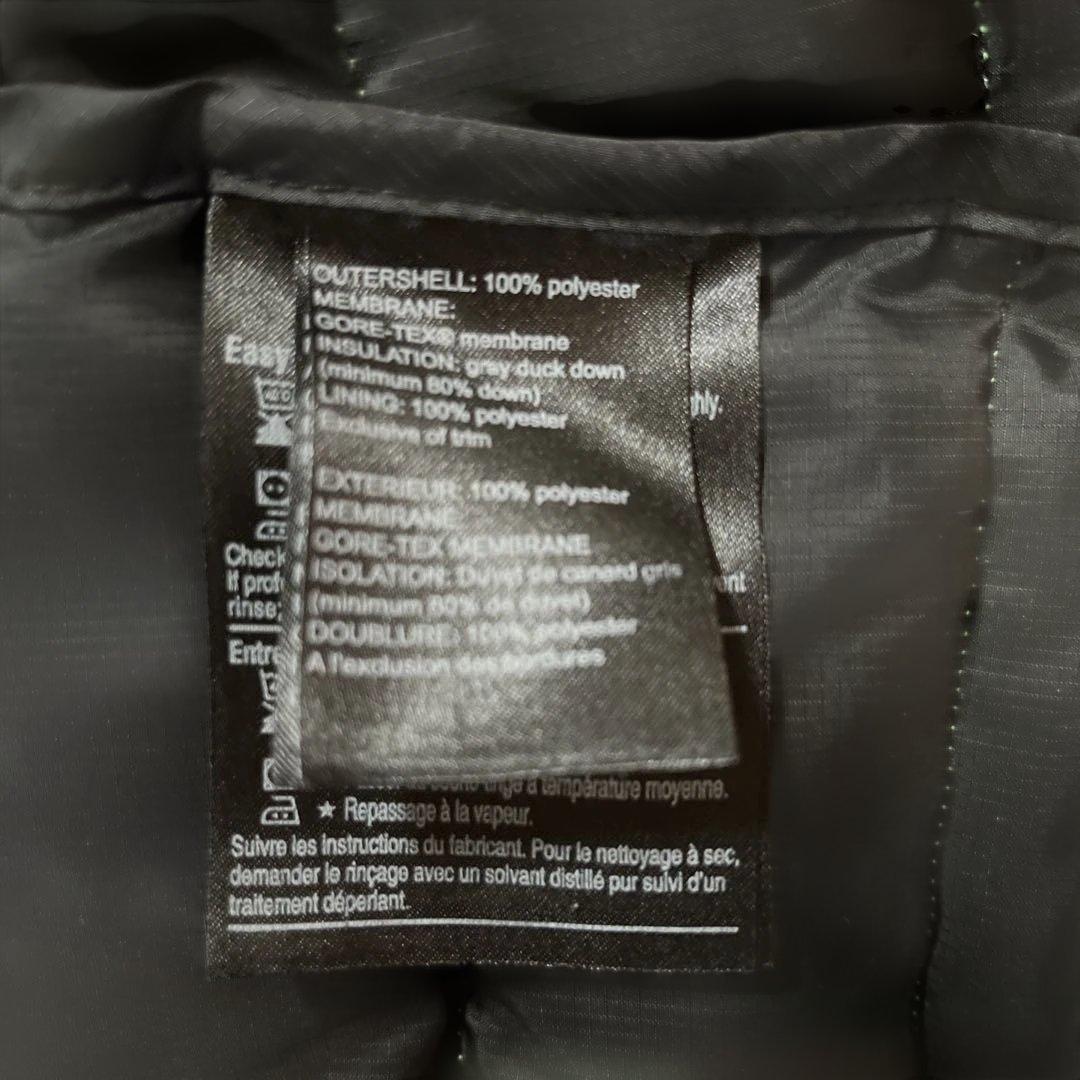 OUTERSHELL: 100% polyester
MEMBRANE:
GORE-TEX® membrane
INSULATION: gray duck down
(minimum 80% down)
LINING: 100% polyester
Exclusive of trim
EXTERIEUR: 100% polyester
MEMBRANE
GORE-TEX MEMBRANE
ISOLATION: Duvet de canard gris
(minimum 80% de duvet)
DOUBLURE: 100% polyester
A l'exclusion des bordures
Easy
hly.
Check
If prof
rinse;
Entre
à température moyenne.
★ Repassage à la vapeur.
Suivre les instructions du fabricant. Pour le nettoyage à sec,
demander le rinçage avec un solvant distillé pur suivi d'un
traitement déperlant.